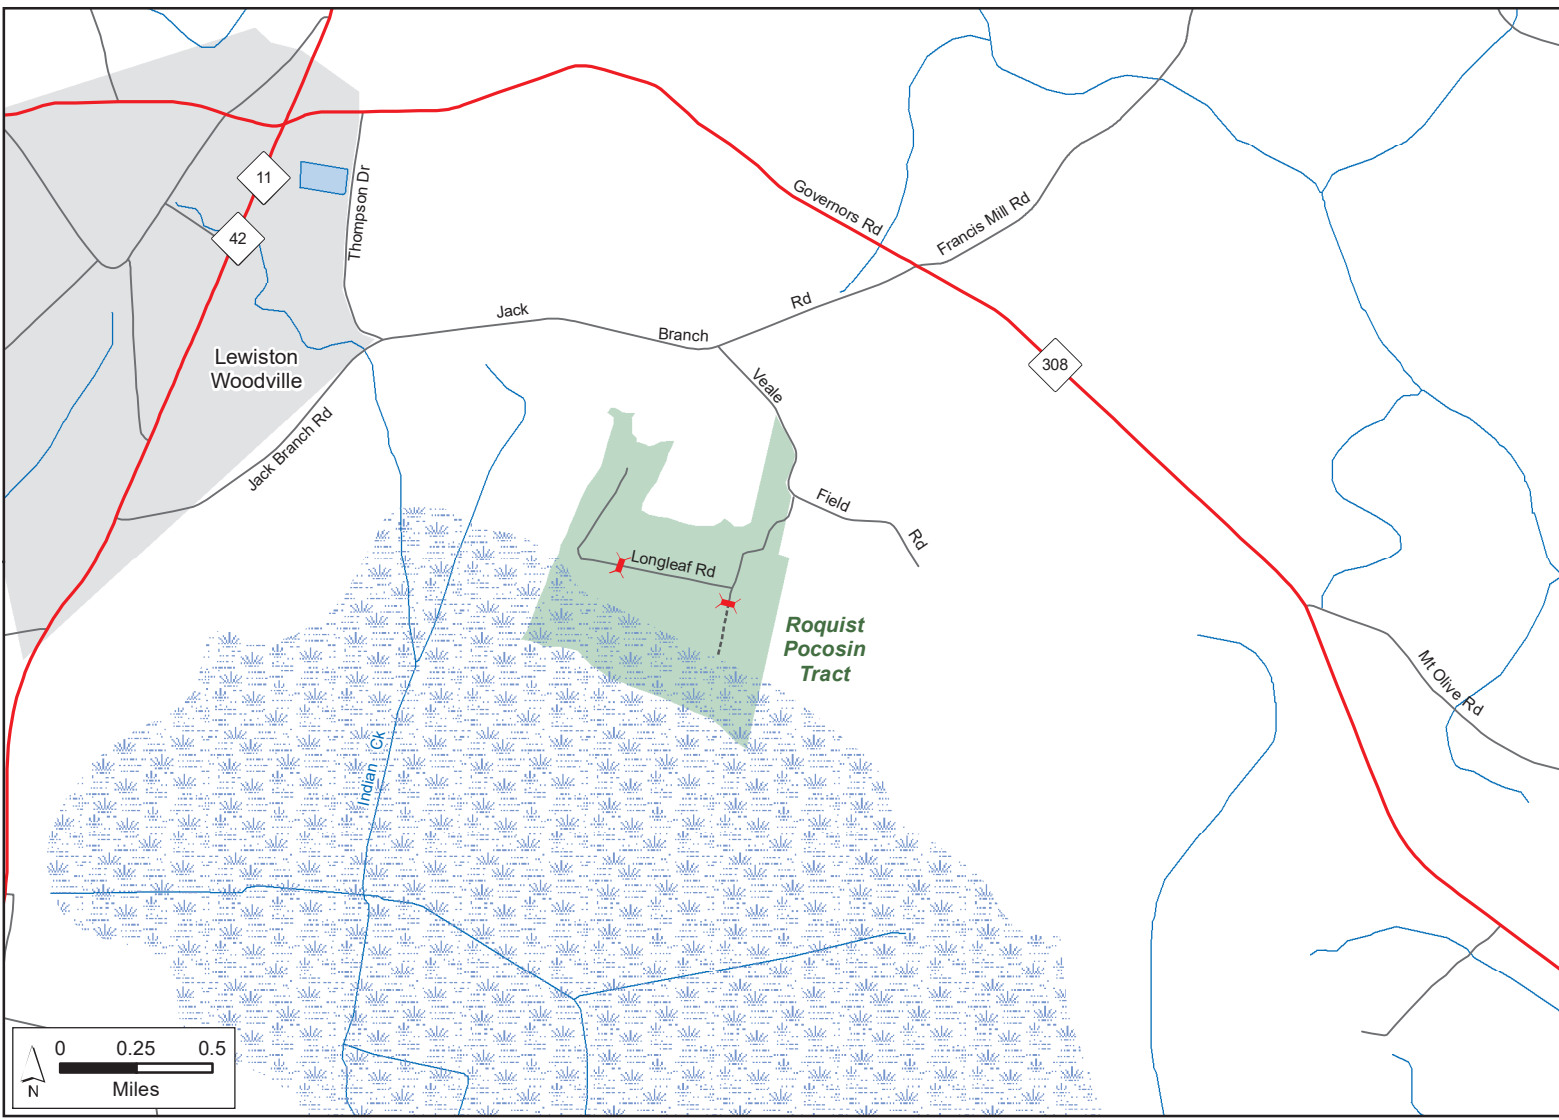 11
42
Thompson Dr
Governors Rd
Francis Mill Rd
Jack
Branch
Rd
308
Lewiston
Woodville
Jack Branch Rd
Veale
Field
Rd
Longleaf Rd
Roquist
Pocosin
Tract
Mt Olive Rd
Indian Ck
0 0.25 0.5
Miles
N